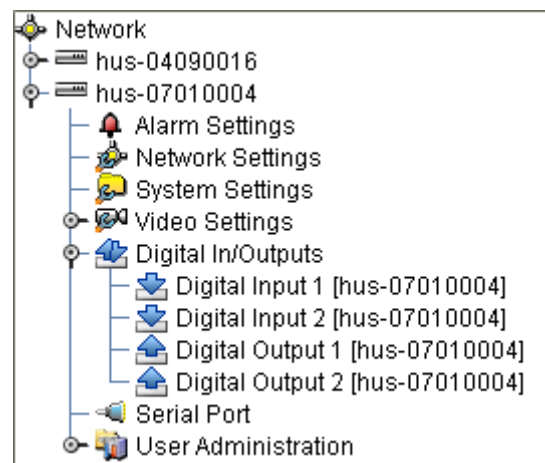 Network
hus-04090016
hus-07010004
Alarm Settings
Network Settings
System Settings
Video Settings
Digital In/Outputs
Digital Input 1 [hus-07010004]
Digital Input 2 [hus-07010004]
Digital Output 1 [hus-07010004]
Digital Output 2 [hus-07010004]
Serial Port
User Administration